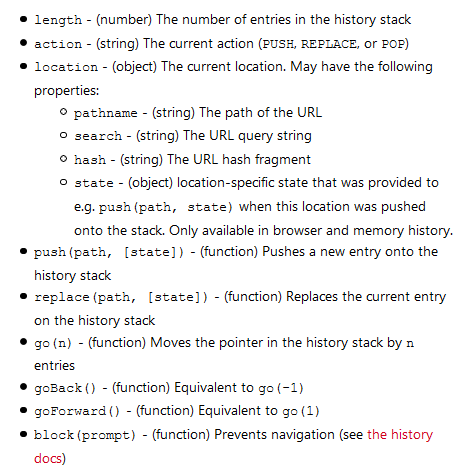 • length - (number) The number of entries in the history stack
• action - (string) The current action (PUSH, REPLACE, or POP)
• location - (object) The current location. May have the following
properties:
○ pathname - (string) The path of the URL
○ search - (string) The URL query string
○ hash - (string) The URL hash fragment
○ state - (object) location-specific state that was provided to
e.g. push(path, state) when this location was pushed
onto the stack. Only available in browser and memory history.
• push(path, [state]) - (function) Pushes a new entry onto the
history stack
• replace(path, [state]) - (function) Replaces the current entry
on the history stack
• go(n) - (function) Moves the pointer in the history stack by n
entries
• goBack() - (function) Equivalent to go(-1)
• goForward() - (function) Equivalent to go(1)
• block(prompt) - (function) Prevents navigation (see the history
docs)